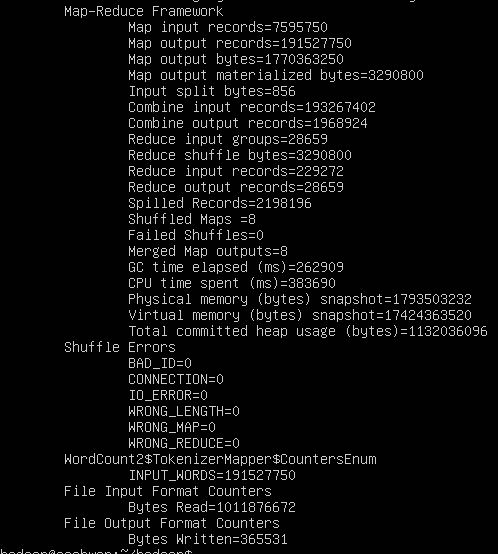 Map-Reduce Framework
Map input records=7595750
Map output records=191527750
Map output bytes=1770363250
Map output materialized bytes=3290800
Input split bytes=856
Combine input records=193267402
Combine output records=1968924
Reduce input groups=28659
Reduce shuffle bytes=3290800
Reduce input records=229272
Reduce output records=28659
Spilled Records=2198196
Shuffled Maps =8
Failed Shuffles=0
Merged Map outputs=8
GC time elapsed (ms)=262909
CPU time spent (ms)=383690
Physical memory (bytes) snapshot=1793503232
Virtual memory (bytes) snapshot=17424363520
Total committed heap usage (bytes)=1132036096
Shuffle Errors
BAD_ID=0
CONNECTION=0
IO_ERROR=0
WRONG_LENGTH=0
WRONG_MAP=0
WRONG_REDUCE=0
WordCount2$TokenizerMapper$CountersEnum
INPUT_WORDS=191527750
File Input Format Counters
Bytes Read=1011876672
File Output Format Counters
Bytes Written=365531